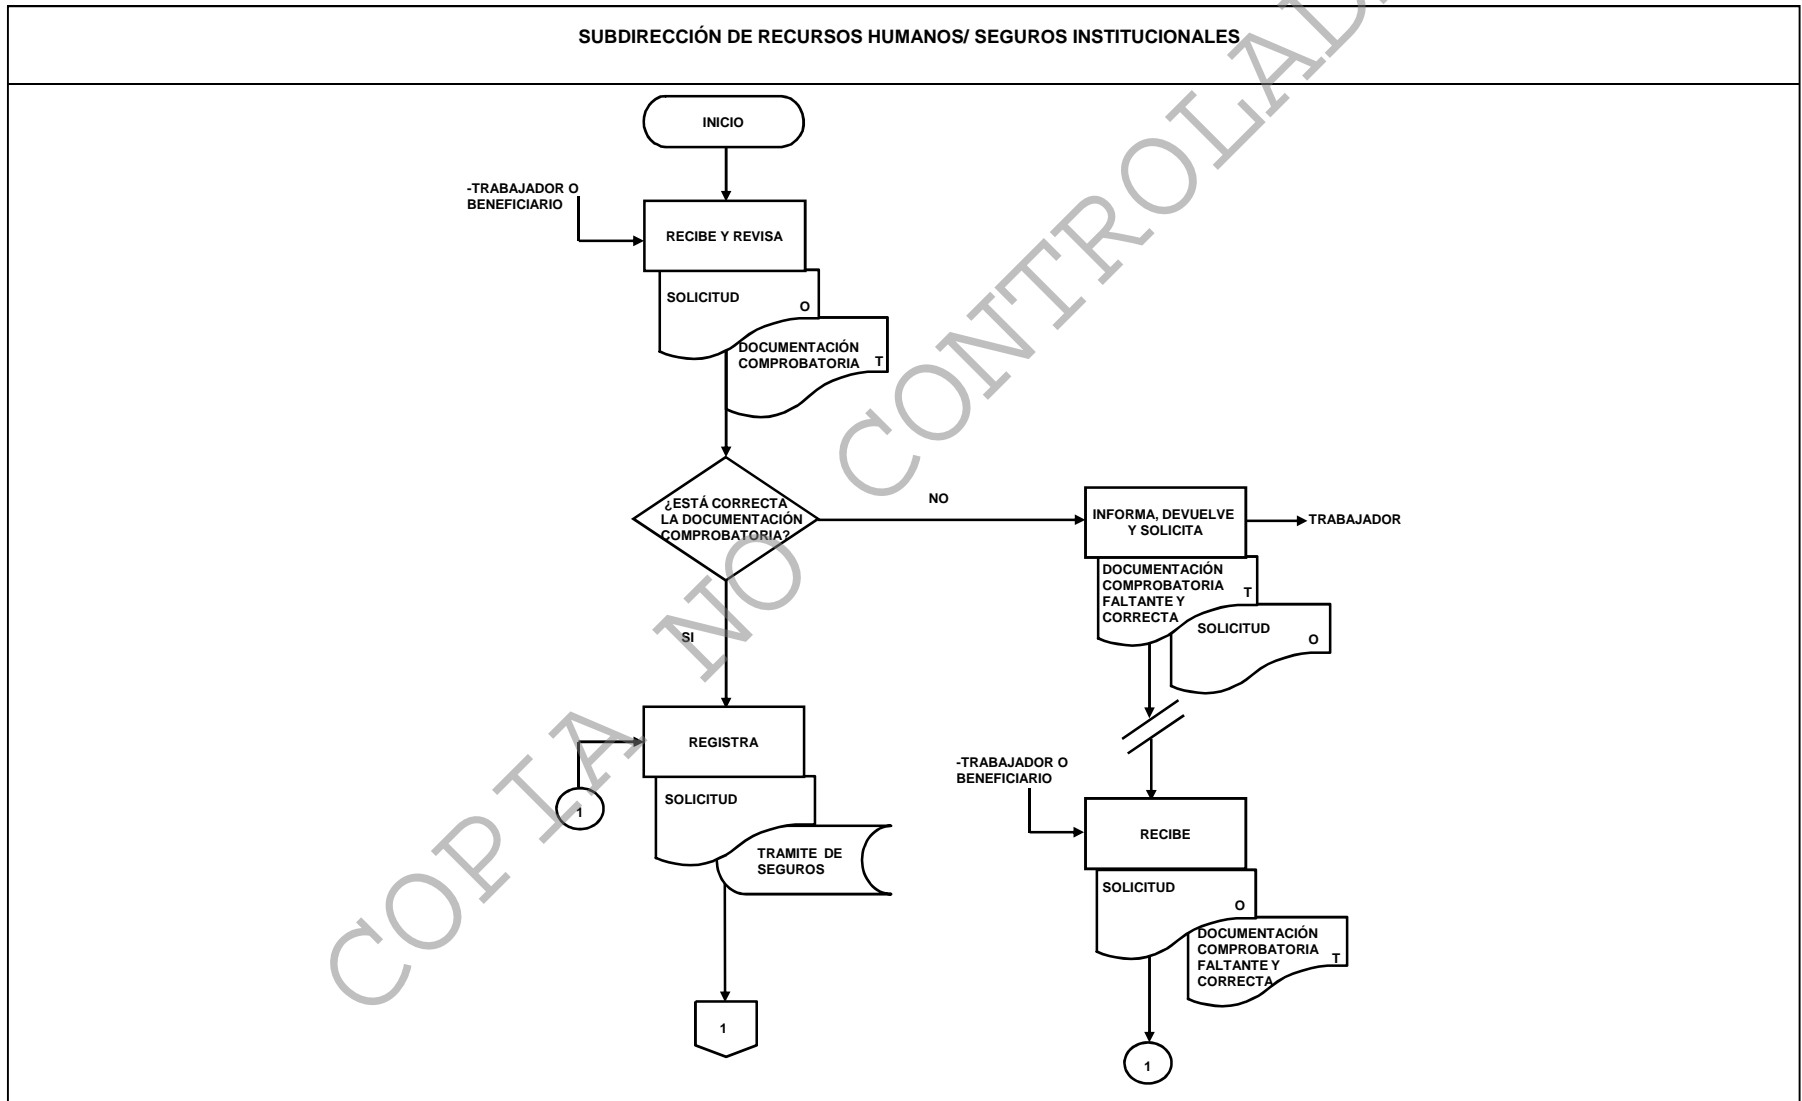 SUBDIRECCIÓN DE RECURSOS HUMANOS/ SEGUROS INSTITUCIONALES
INICIO
-TRABAJADOR O
BENEFICIARIO
RECIBE Y REVISA
SOLICITUD
O
DOCUMENTACIÓN
COMPROBATORIA T
¿ESTÁ CORRECTA
LA DOCUMENTACIÓN
COMPROBATORIA?
NO
INFORMA, DEVUELVE
Y SOLICITA
TRABAJADOR
DOCUMENTACIÓN
COMPROBATORIA
FALTANTE Y
CORRECTA
T
SOLICITUD
O
SI
REGISTRA
1
SOLICITUD
TRAMITE DE
SEGUROS
1
-TRABAJADOR O
BENEFICIARIO
RECIBE
SOLICITUD
O
DOCUMENTACIÓN
COMPROBATORIA
FALTANTE Y
CORRECTA
T
1
COPIA NO CONTROLAD